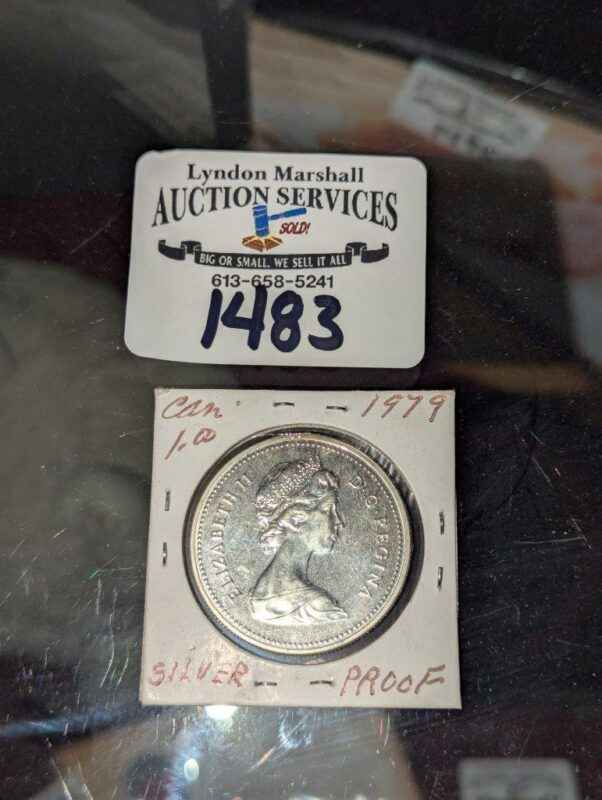 Lyndon Marshall
AUCTION SERVICES
SOLD!
BIG OR SMALL, WE SELL IT ALL
613-658-5241
1483
Can. 1979
1.00
ELIZABETH II D·G·REGINA
SILVER PROOF